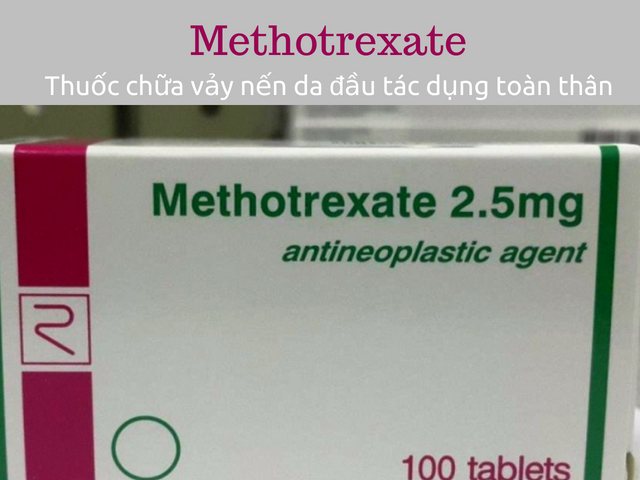 Methotrexate
Thuốc chữa vảy nến da đầu tác dụng toàn thân
Methotrexate 2.5mg
antineoplastic agent
100 tablets